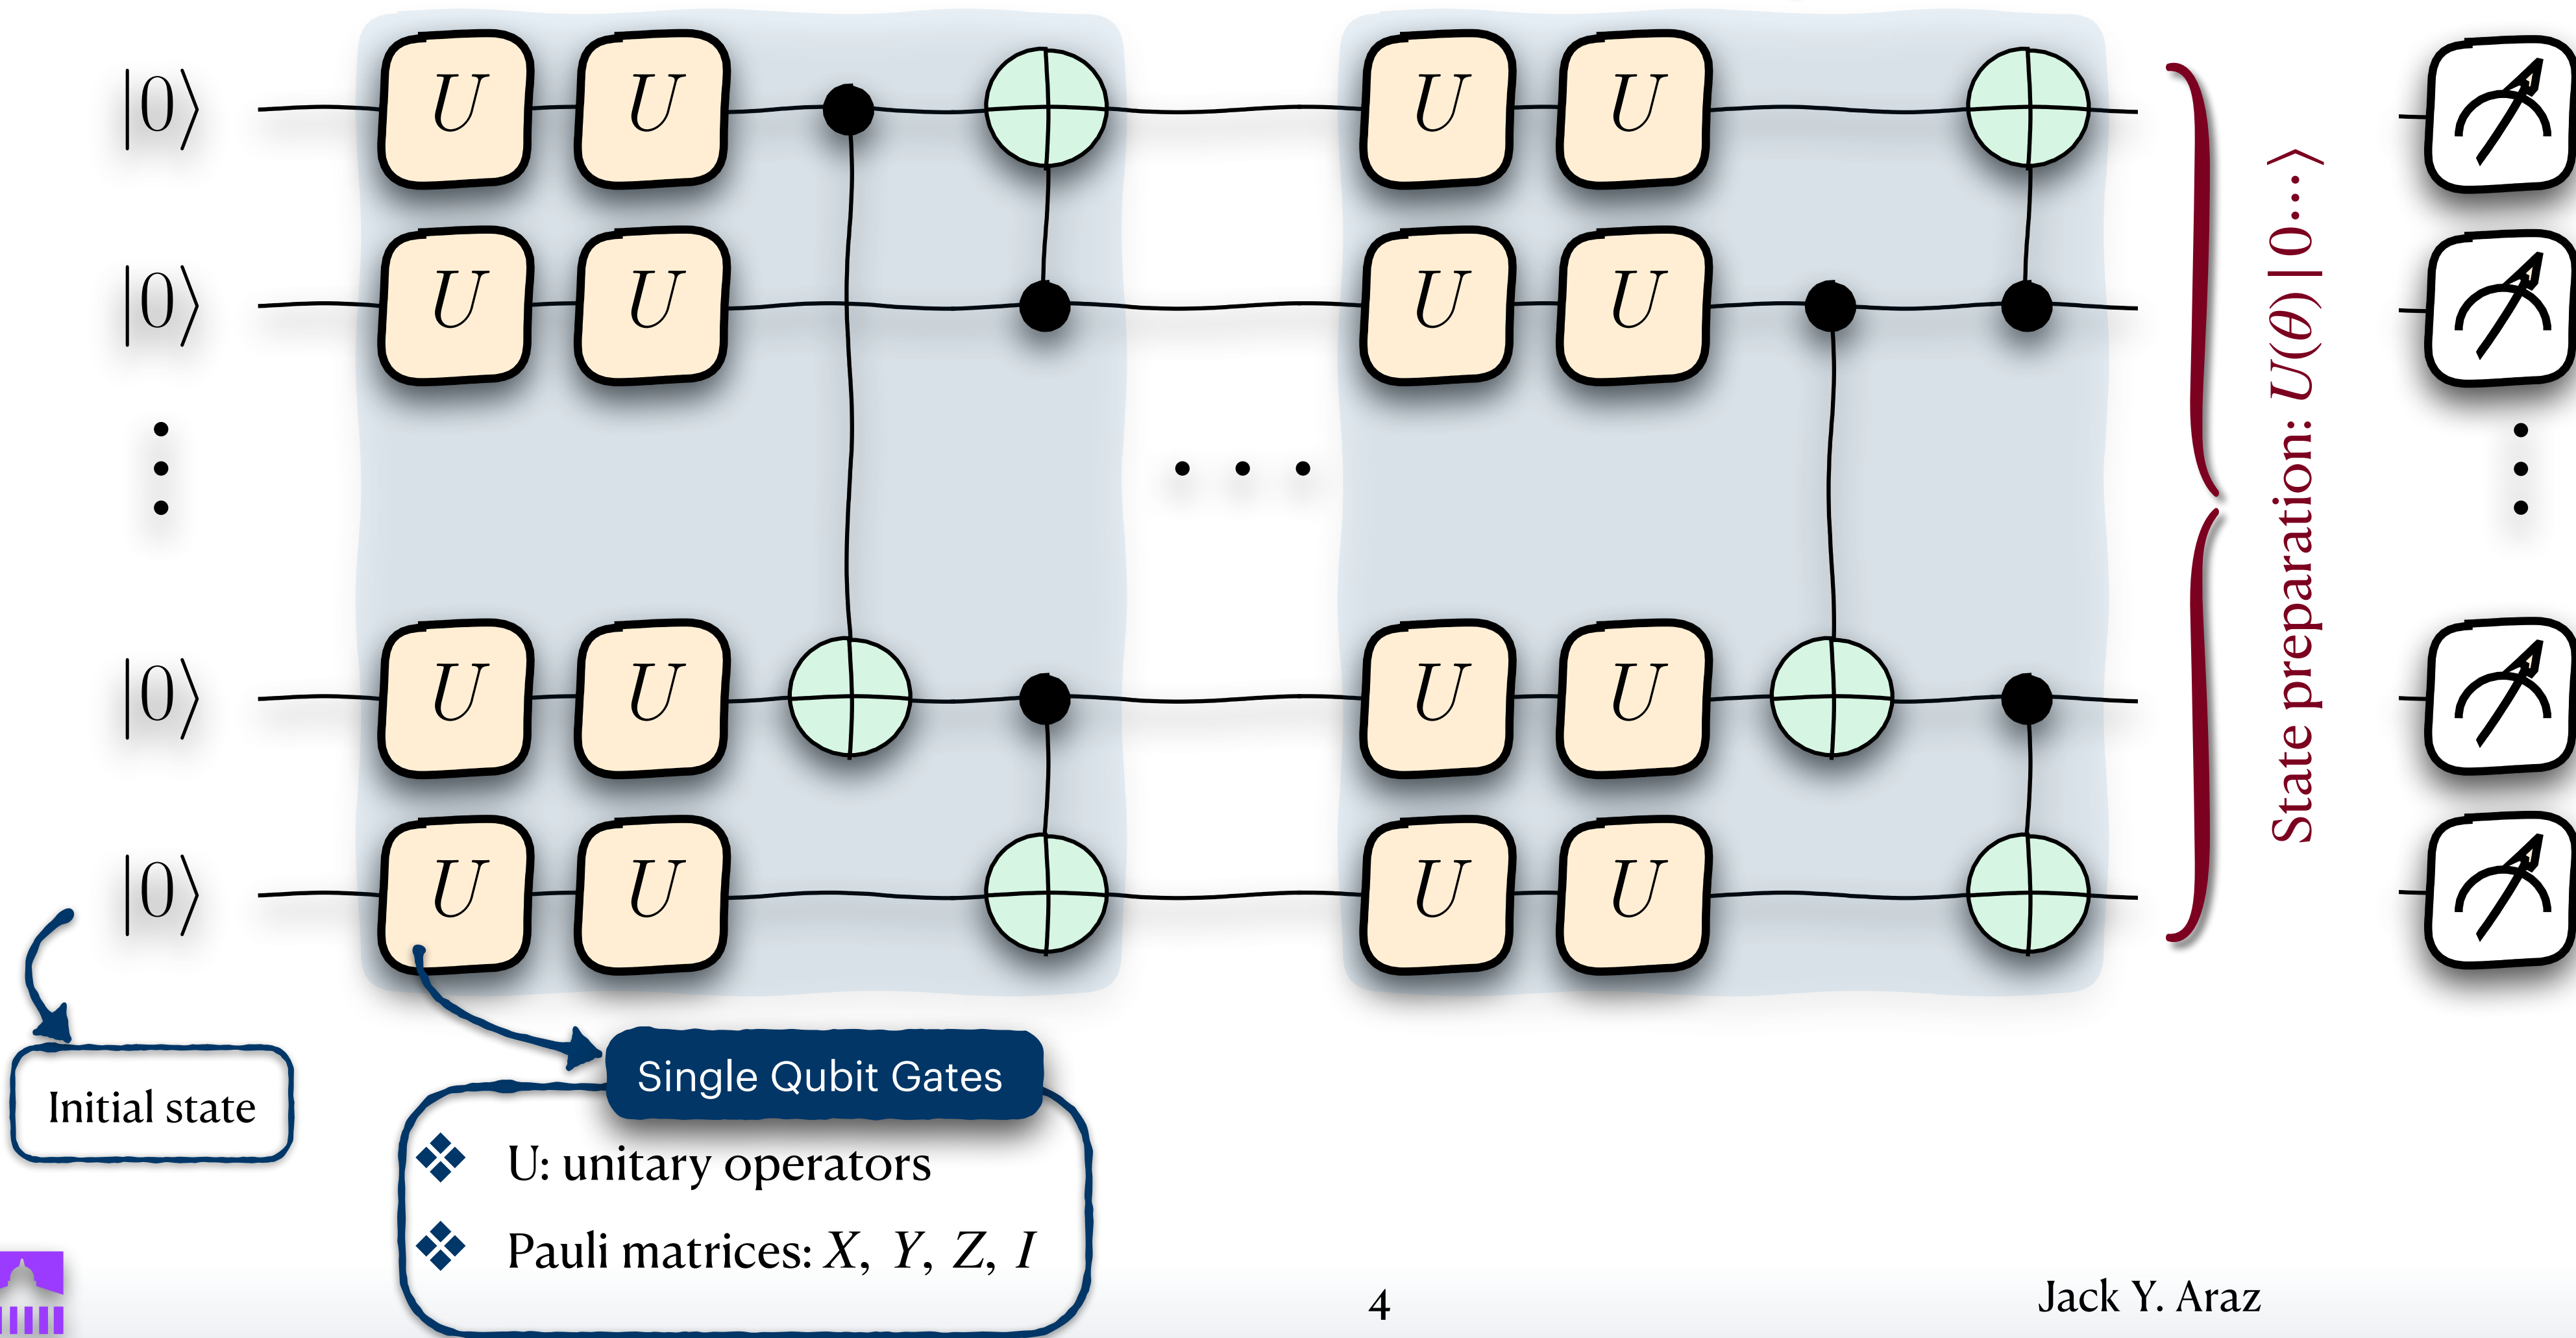 |0⟩ U U U U
|0⟩ U U U U
|0⟩ U U U U
|0⟩ U U U U
State preparation: U(θ) | 0⋯⟩
Initial state
Single Qubit Gates
❖ U: unitary operators
❖ Pauli matrices: X, Y, Z, I
4
Jack Y. Araz